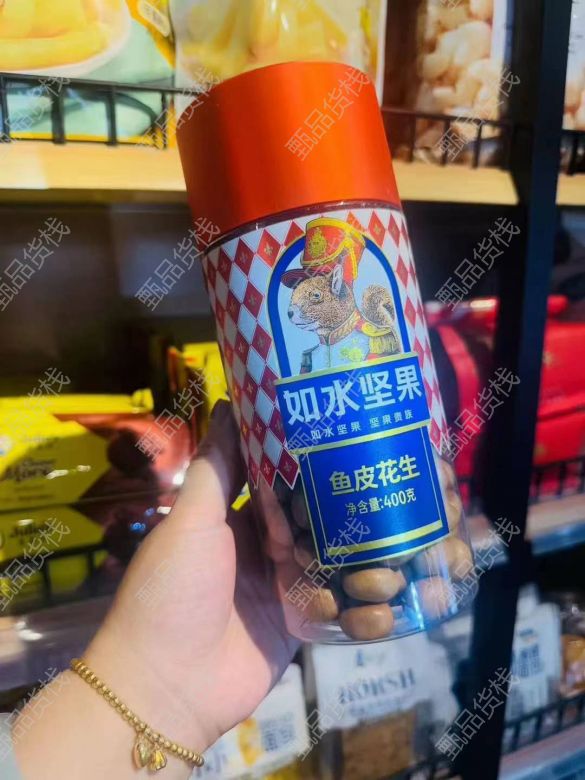 如水坚果
如水坚果 坚果贵族
鱼皮花生
净含量:400克
甄品货栈